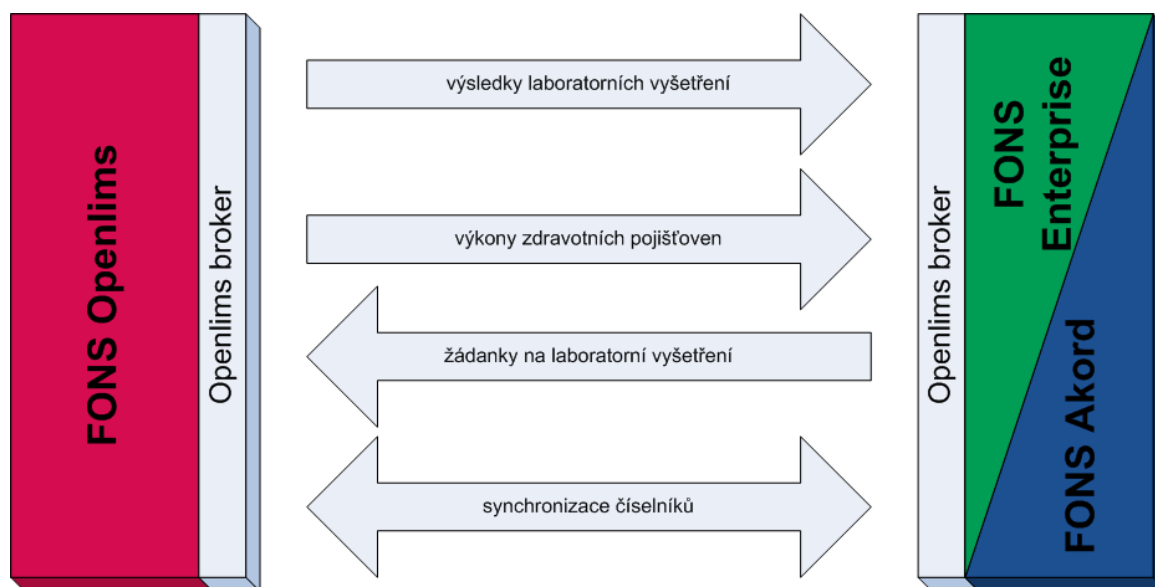 FONS Openlims
Openlims broker
výsledky laboratorních vyšetření
výkony zdravotních pojišťoven
žádanky na laboratorní vyšetření
synchronizace číselníků
Openlims broker
FONS
Enterprise
FONS Akord